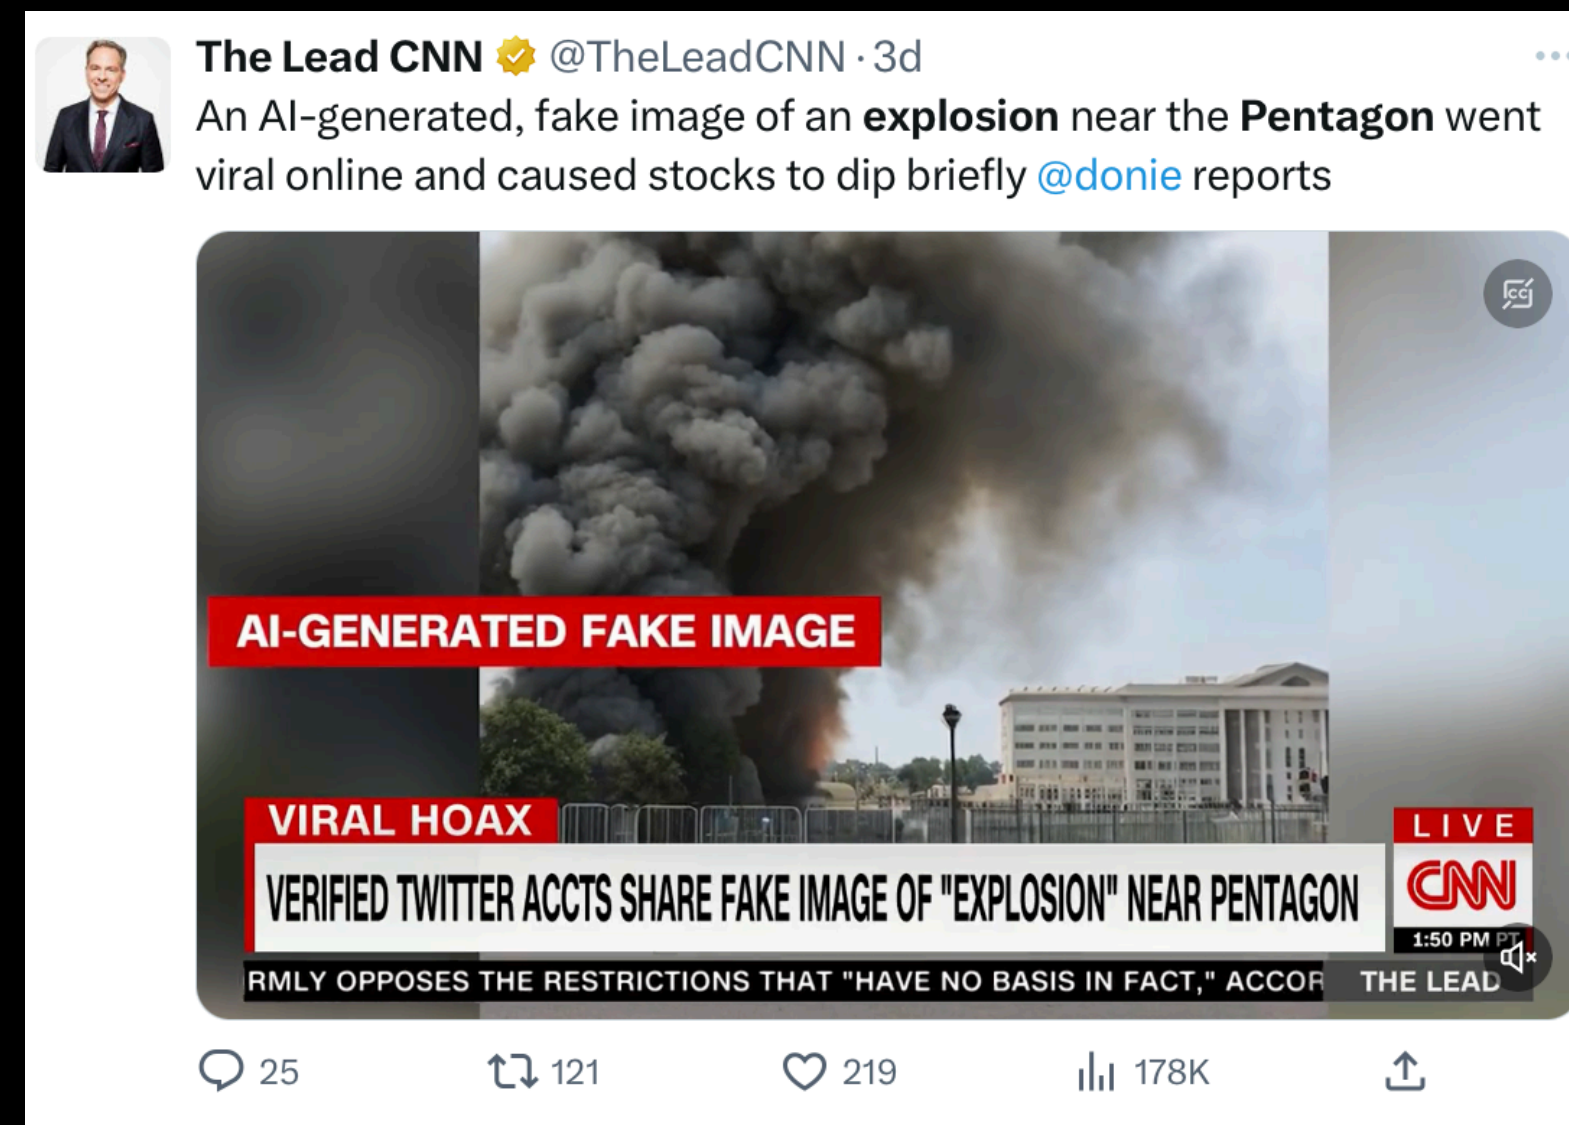 The Lead CNN @TheLeadCNN · 3d
An AI-generated, fake image of an explosion near the Pentagon went
viral online and caused stocks to dip briefly @donie reports
CC
AI-GENERATED FAKE IMAGE
VIRAL HOAX
VERIFIED TWITTER ACCTS SHARE FAKE IMAGE OF "EXPLOSION" NEAR PENTAGON
LIVE
CNN
1:50 PM PT
RMLY OPPOSES THE RESTRICTIONS THAT "HAVE NO BASIS IN FACT," ACCOR
THE LEAD
25 121 219 178K